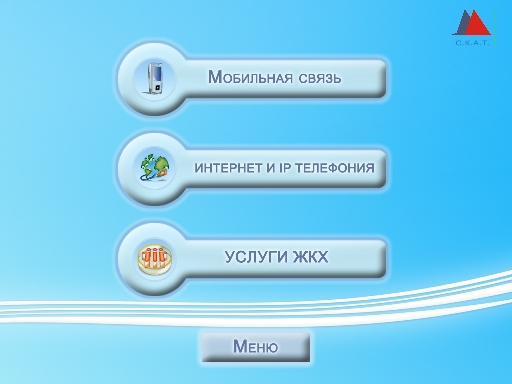 С.К.А.Т.
Мобильная связь
ИНТЕРНЕТ И IP ТЕЛЕФОНИЯ
УСЛУГИ ЖКХ
Меню